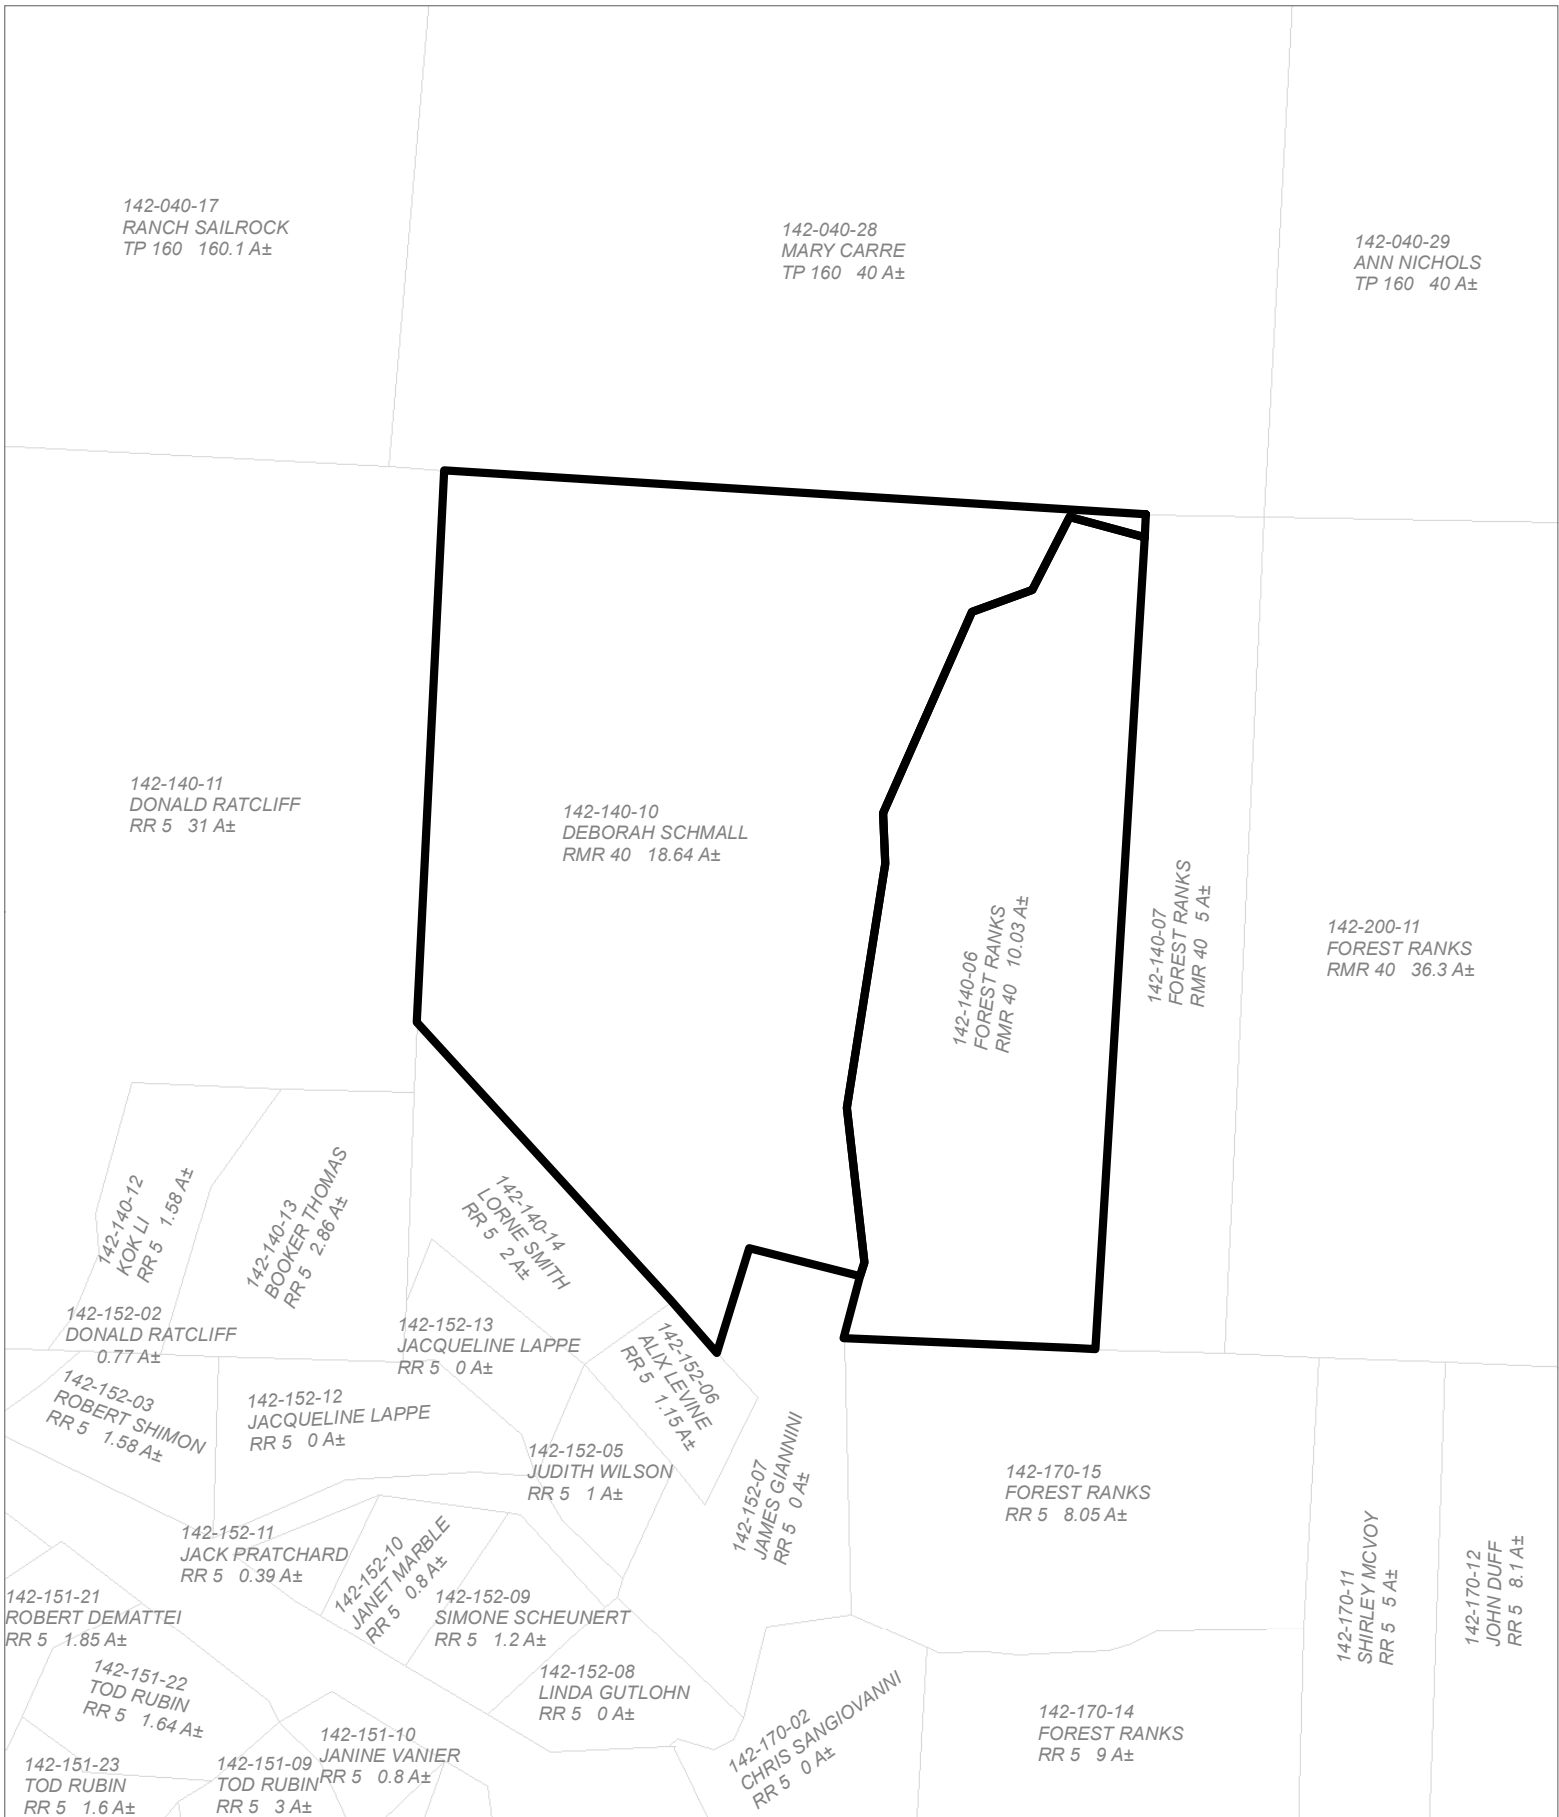 142-040-17
RANCH SAILROCK
TP 160 160.1 A±
142-040-28
MARY CARRE
TP 160 40 A±
142-040-29
ANN NICHOLS
TP 160 40 A±
142-140-11
DONALD RATCLIFF
RR 5 31 A±
142-140-10
DEBORAH SCHMALL
RMR 40 18.64 A±
142-140-06
FOREST RANKS
RMR 40 10.03 A±
142-140-07
FOREST RANKS
RMR 40 5 A±
142-200-11
FOREST RANKS
RMR 40 36.3 A±
142-140-12
KOK LI
RR 5 1.58 A±
142-140-13
BOOKER THOMAS
RR 5 2.86 A±
142-140-14
LORNE SMITH
RR 5 2 A±
142-152-02
DONALD RATCLIFF
0.77 A±
142-152-13
JACQUELINE LAPPE
RR 5 0 A±
142-152-06
ALIX LEVINE
RR 5 1.15 A±
142-152-03
ROBERT SHIMON
RR 5 1.58 A±
142-152-12
JACQUELINE LAPPE
RR 5 0 A±
142-152-05
JUDITH WILSON
RR 5 1 A±
142-152-07
JAMES GIANNINI
RR 5 0 A±
142-170-15
FOREST RANKS
RR 5 8.05 A±
142-170-11
SHIRLEY MCVOY
RR 5 5 A±
142-170-12
JOHN DUFF
RR 5 8.1 A±
142-152-11
JACK PRATCHARD
RR 5 0.39 A±
142-152-10
JANET MARBLE
RR 5 0.8 A±
142-152-09
SIMONE SCHEUNERT
RR 5 1.2 A±
142-151-21
ROBERT DEMATTEI
RR 5 1.85 A±
142-151-22
TOD RUBIN
RR 5 1.64 A±
142-152-08
LINDA GUTLOHN
RR 5 0 A±
142-170-02
CHRIS SANGIOVANNI
RR 5 0 A±
142-170-14
FOREST RANKS
RR 5 9 A±
142-151-23
TOD RUBIN
RR 5 1.6 A±
142-151-09
TOD RUBIN
RR 5 3 A±
142-151-10
JANINE VANIER
RR 5 0.8 A±